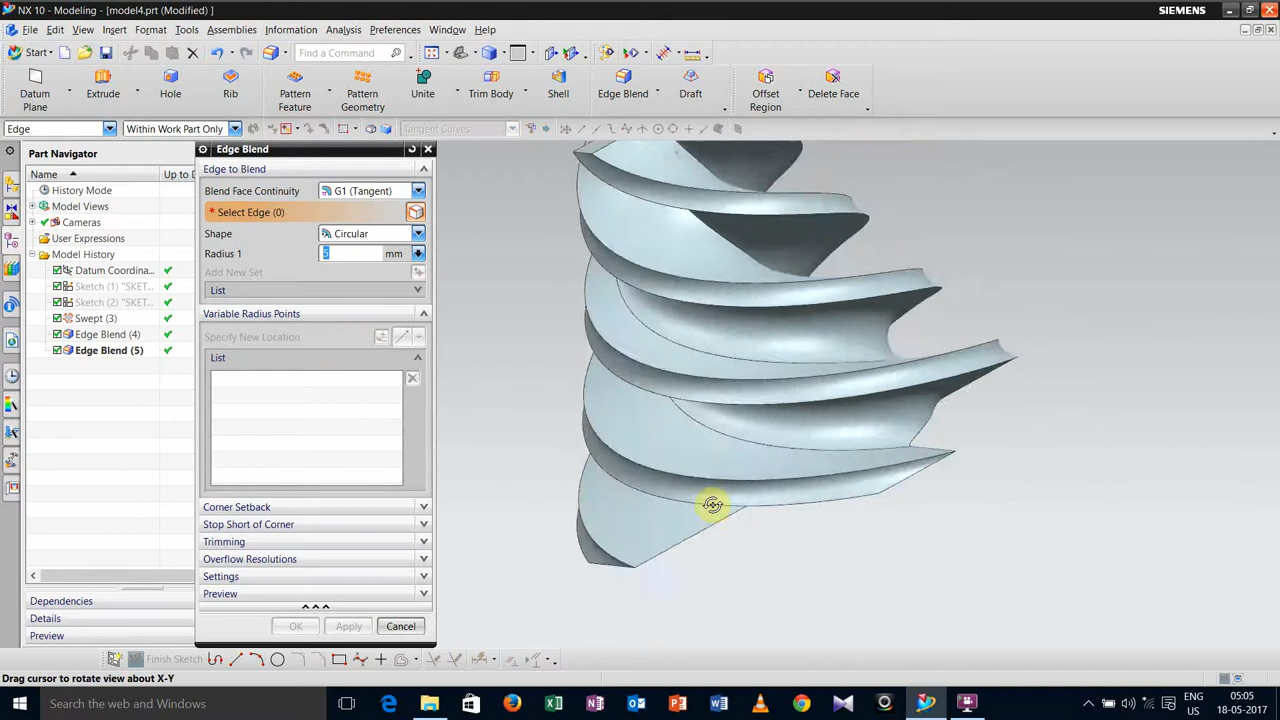 NX 10 - Modeling - [model4.prt (Modified) ]
SIEMENS
File Edit View Insert Format Tools Assemblies Information Analysis Preferences Window Help
Start
Find a Command
Datum Plane
Extrude
Hole
Rib
Pattern Feature
Pattern Geometry
Unite
Trim Body
Shell
Edge Blend
Draft
Offset Region
Delete Face
Edge
Within Work Part Only
Tangent Curves
Part Navigator
Name
Up to D
History Mode
Model Views
Cameras
User Expressions
Model History
Datum Coordina...
Sketch (1) "SKET...
Sketch (2) "SKET...
Swept (3)
Edge Blend (4)
Edge Blend (5)
Dependencies
Details
Preview
Edge Blend
Edge to Blend
Blend Face Continuity
G1 (Tangent)
* Select Edge (0)
Shape
Circular
Radius 1
5
mm
Add New Set
List
Variable Radius Points
Specify New Location
List
Corner Setback
Stop Short of Corner
Trimming
Overflow Resolutions
Settings
Preview
OK
Apply
Cancel
Finish Sketch
Drag cursor to rotate view about X-Y
Search the web and Windows
ENG
US
05:05
18-05-2017